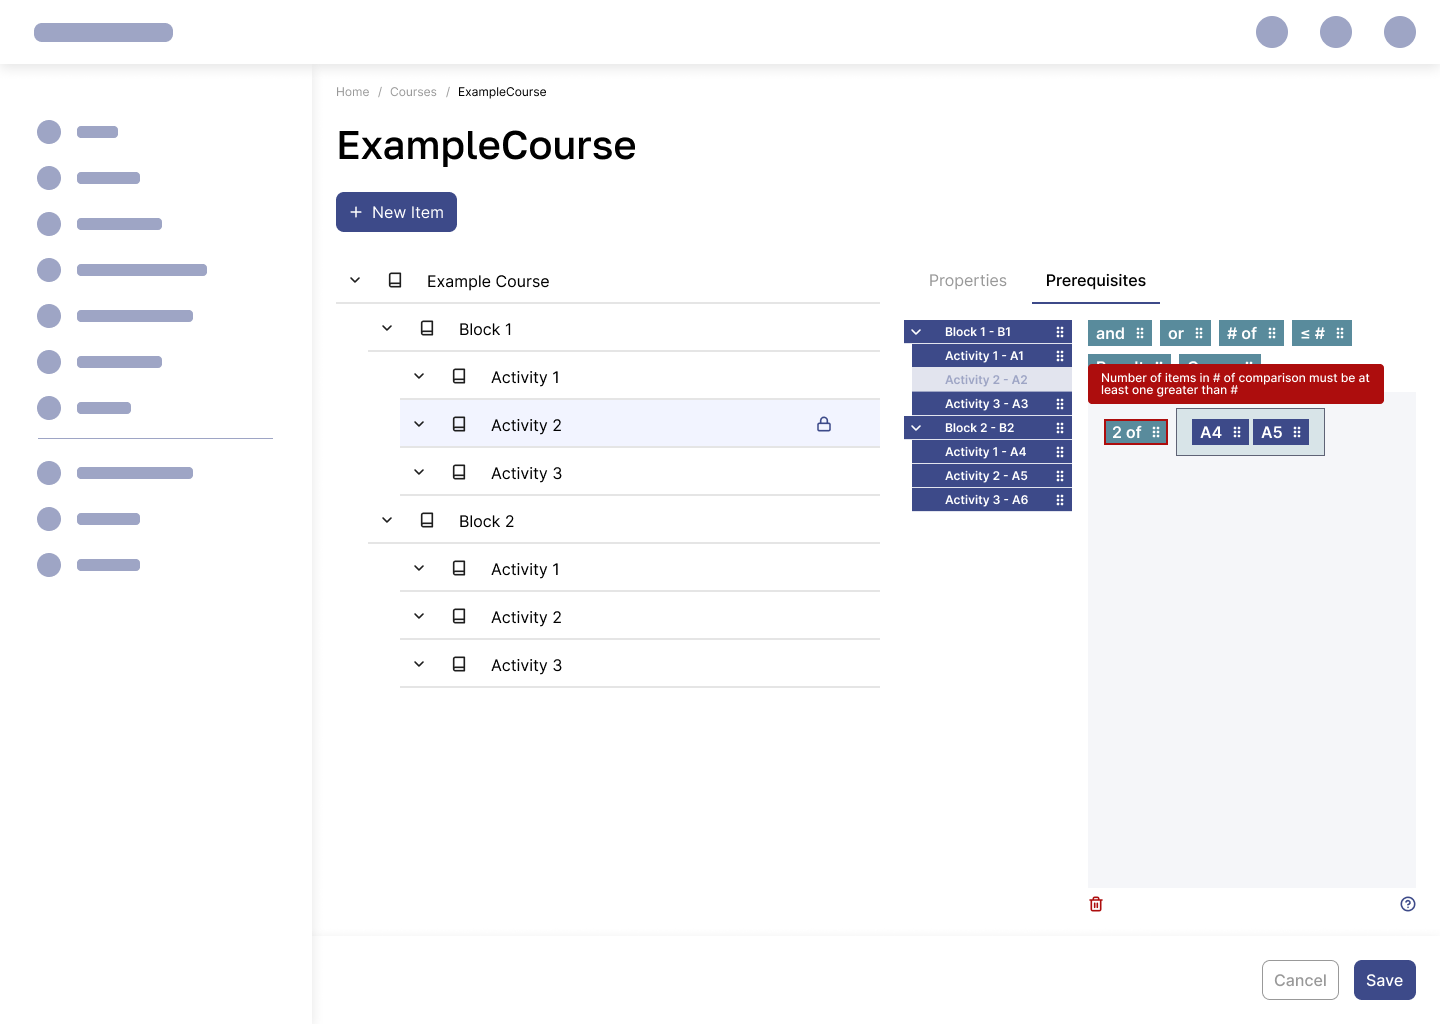 Home / Courses / ExampleCourse
ExampleCourse
+ New Item
Example Course
Block 1
Activity 1
Activity 2
Activity 3
Block 2
Activity 1
Activity 2
Activity 3
Properties Prerequisites
Block 1 - B1
Activity 1 - A1
Activity 2 - A2
Activity 3 - A3
Block 2 - B2
Activity 1 - A4
Activity 2 - A5
Activity 3 - A6
and or # of ≤ #
Number of items in # of comparison must be at
least one greater than #
2 of A4 A5
Cancel Save